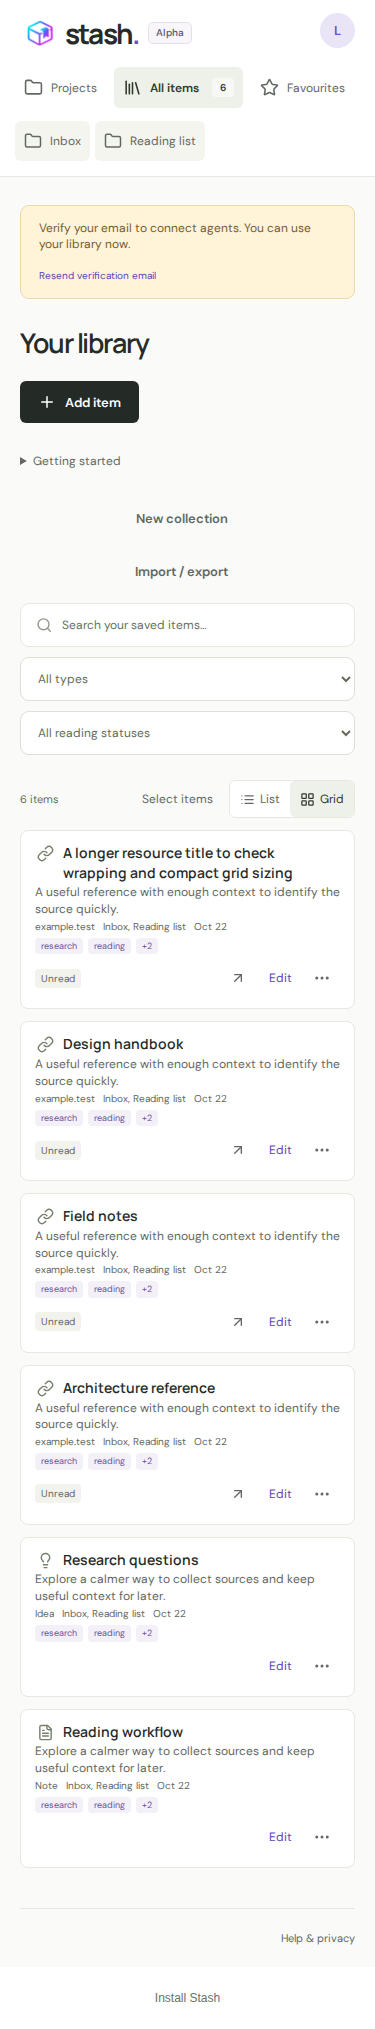 stash. Alpha L
Projects All items 6 Favourites
Inbox Reading list
Verify your email to connect agents. You can use
your library now.
Resend verification email
Your library
Add item
Getting started
New collection
Import / export
Search your saved items...
All types
All reading statuses
6 items Select items List Grid
A longer resource title to check
wrapping and compact grid sizing
A useful reference with enough context to identify the
source quickly.
example.test Inbox, Reading list Oct 22
research reading +2
Unread Edit
Design handbook
A useful reference with enough context to identify the
source quickly.
example.test Inbox, Reading list Oct 22
research reading +2
Unread Edit
Field notes
A useful reference with enough context to identify the
source quickly.
example.test Inbox, Reading list Oct 22
research reading +2
Unread Edit
Architecture reference
A useful reference with enough context to identify the
source quickly.
example.test Inbox, Reading list Oct 22
research reading +2
Unread Edit
Research questions
Explore a calmer way to collect sources and keep
useful context for later.
Idea Inbox, Reading list Oct 22
research reading +2
Edit
Reading workflow
Explore a calmer way to collect sources and keep
useful context for later.
Note Inbox, Reading list Oct 22
research reading +2
Edit
Help & privacy
Install Stash